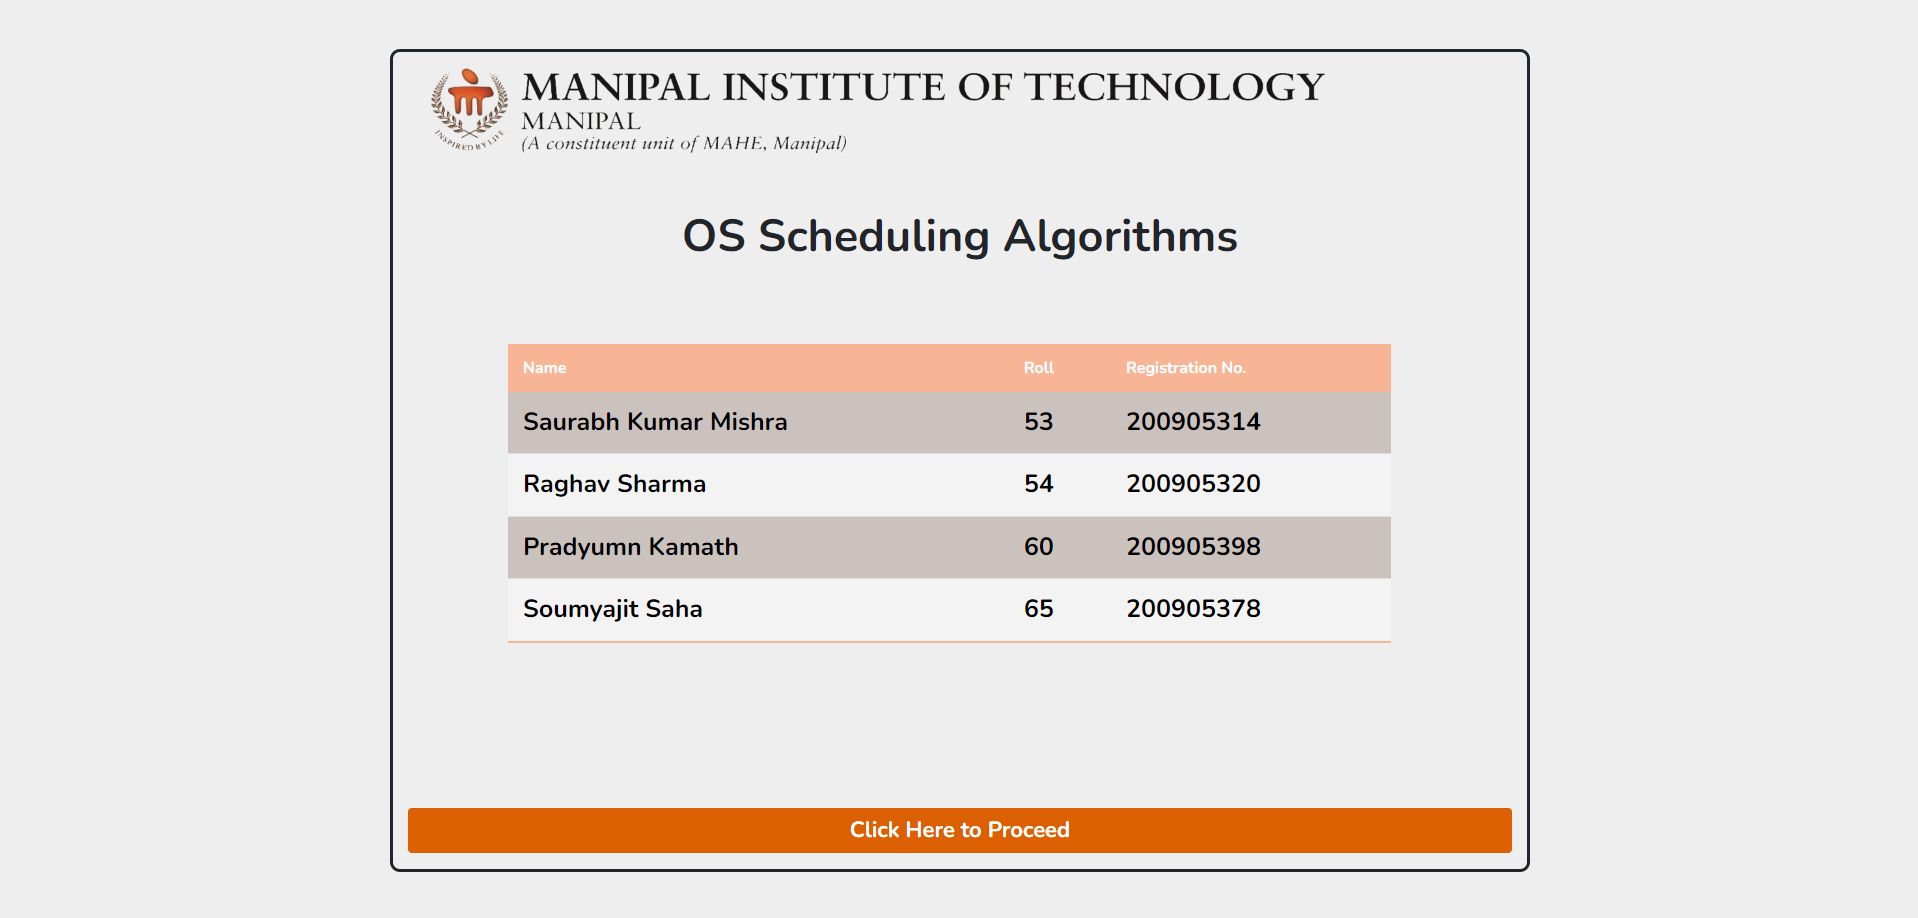 MANIPAL INSTITUTE OF TECHNOLOGY
MANIPAL
(A constituent unit of MAHE, Manipal)
INSPIRED BY LIFE
OS Scheduling Algorithms
Name Roll Registration No.
Saurabh Kumar Mishra 53 200905314
Raghav Sharma 54 200905320
Pradyumn Kamath 60 200905398
Soumyajit Saha 65 200905378
Click Here to Proceed